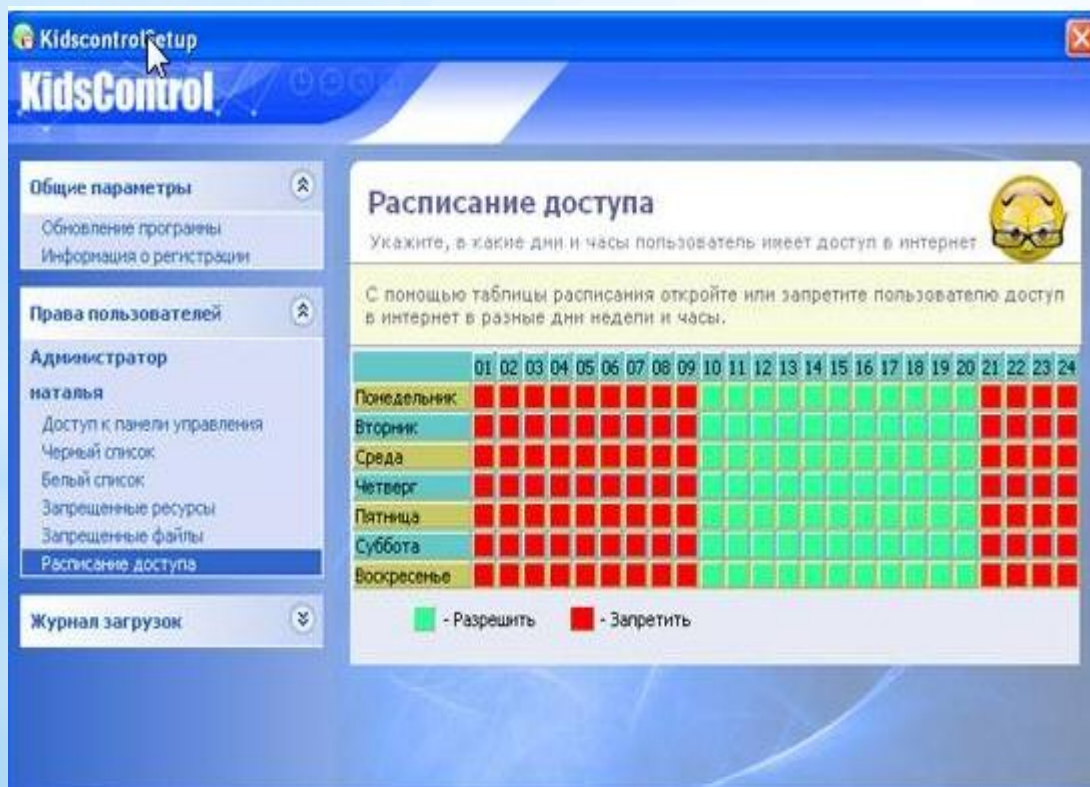 KidscontrolSetup
KidsControl
Общие параметры
Обновление программы
Информация о регистрации
Права пользователей
Администратор
наталья
Доступ к панели управления
Черный список
Белый список
Запрещенные ресурсы
Запрещенные файлы
Расписание доступа
Журнал загрузок
Расписание доступа
Укажите, в какие дни и часы пользователь имеет доступ в интернет
С помощью таблицы расписания откройте или запретите пользователю доступ
в интернет в разные дни недели и часы.
01 02 03 04 05 06 07 08 09 10 11 12 13 14 15 16 17 18 19 20 21 22 23 24
Понедельник
Вторник
Среда
Четверг
Пятница
Суббота
Воскресенье
- Разрешить - Запретить